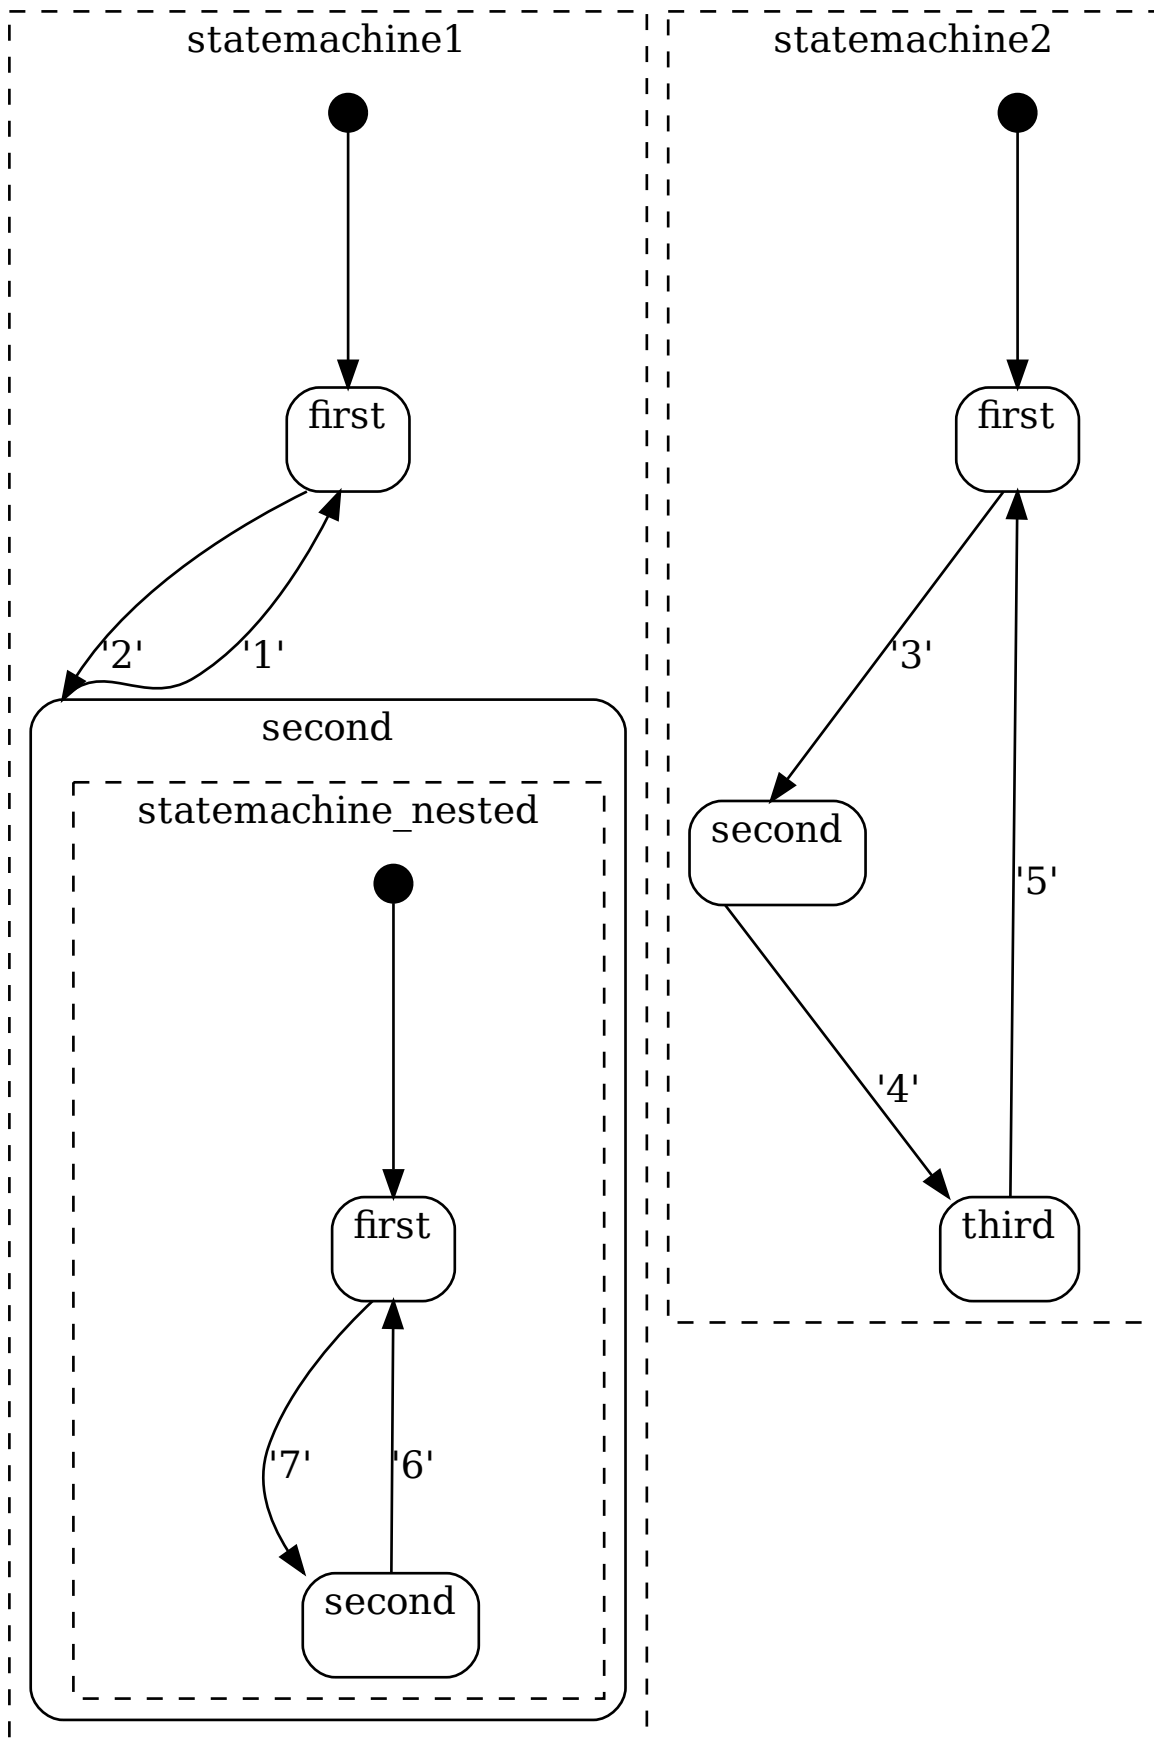 statemachine1
first
'2'
'1'
second
statemachine_nested
first
'7'
'6'
second
statemachine2
first
'3'
second
'5'
'4'
third